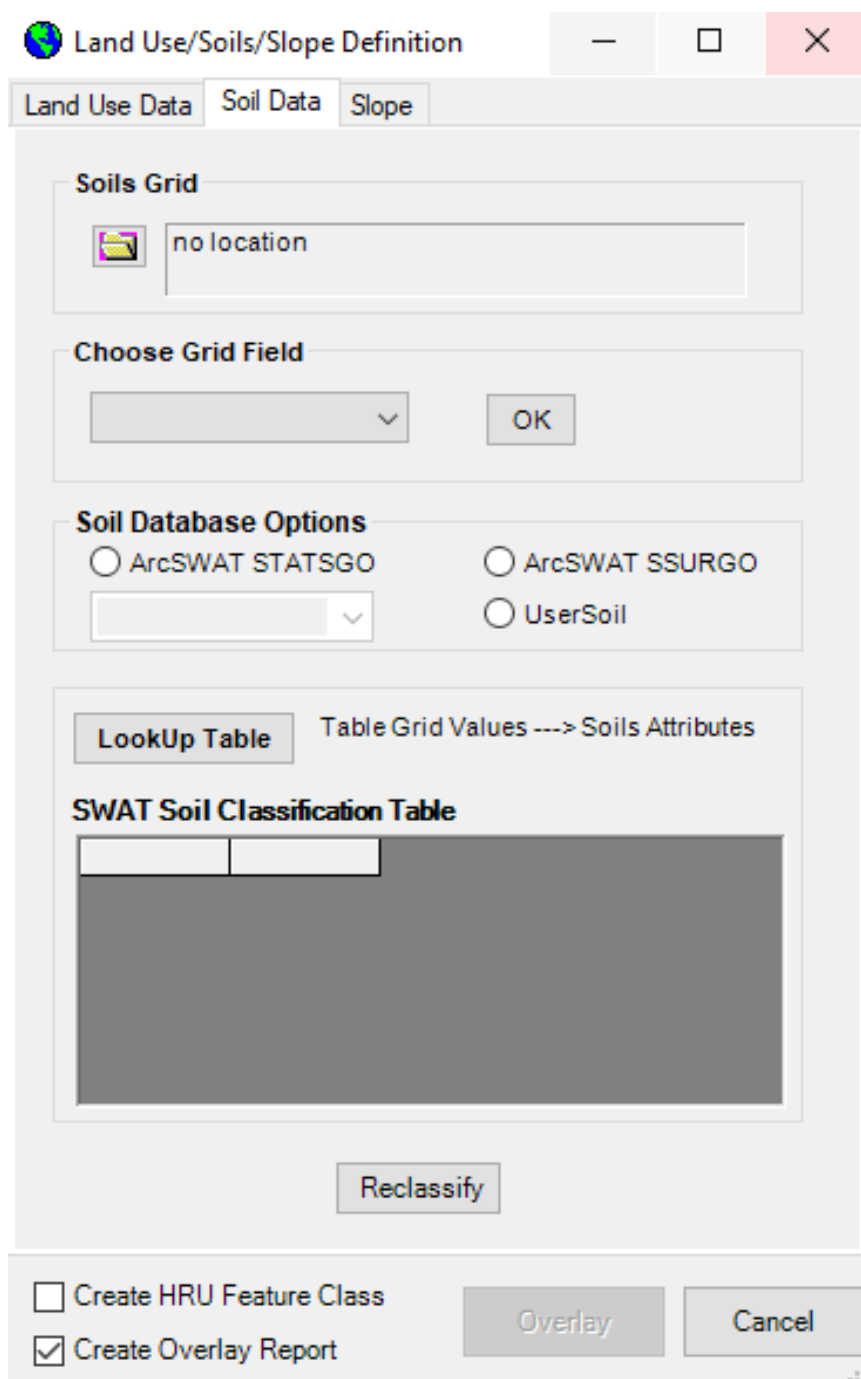 Land Use/Soils/Slope Definition
Land Use Data Soil Data Slope
Soils Grid
no location
Choose Grid Field
OK
Soil Database Options
ArcSWAT STATSGO ArcSWAT SSURGO
UserSoil
LookUp Table Table Grid Values ---> Soils Attributes
SWAT Soil Classification Table
Reclassify
Create HRU Feature Class
Overlay Cancel
Create Overlay Report